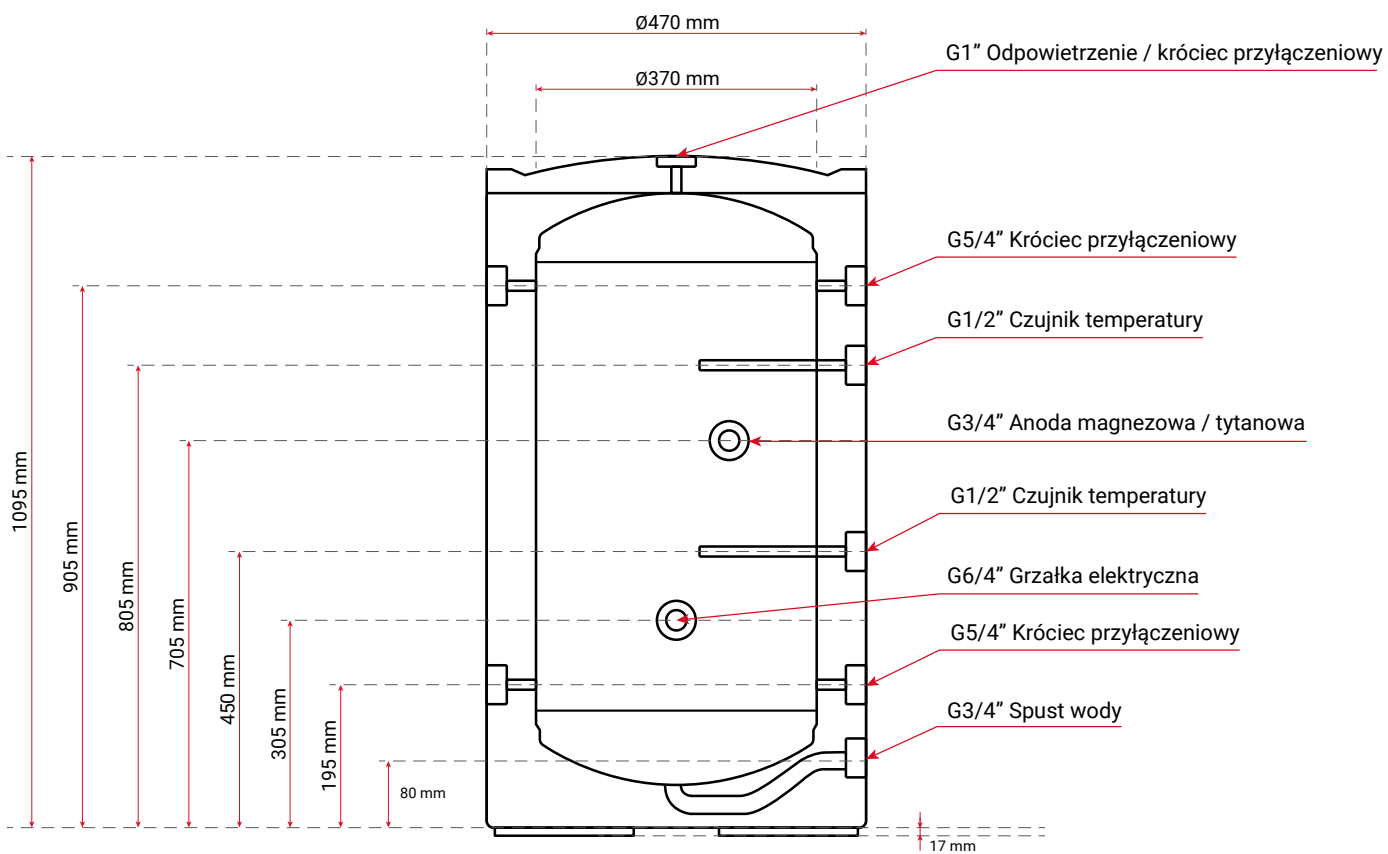 Ø470 mm
Ø370 mm
G1” Odpowietrzenie / króciec przyłączeniowy
G5/4” Króciec przyłączeniowy
G1/2” Czujnik temperatury
G3/4” Anoda magnezowa / tytanowa
G1/2” Czujnik temperatury
G6/4” Grzałka elektryczna
G5/4” Króciec przyłączeniowy
G3/4” Spust wody
1095 mm
905 mm
805 mm
705 mm
450 mm
305 mm
195 mm
80 mm
17 mm